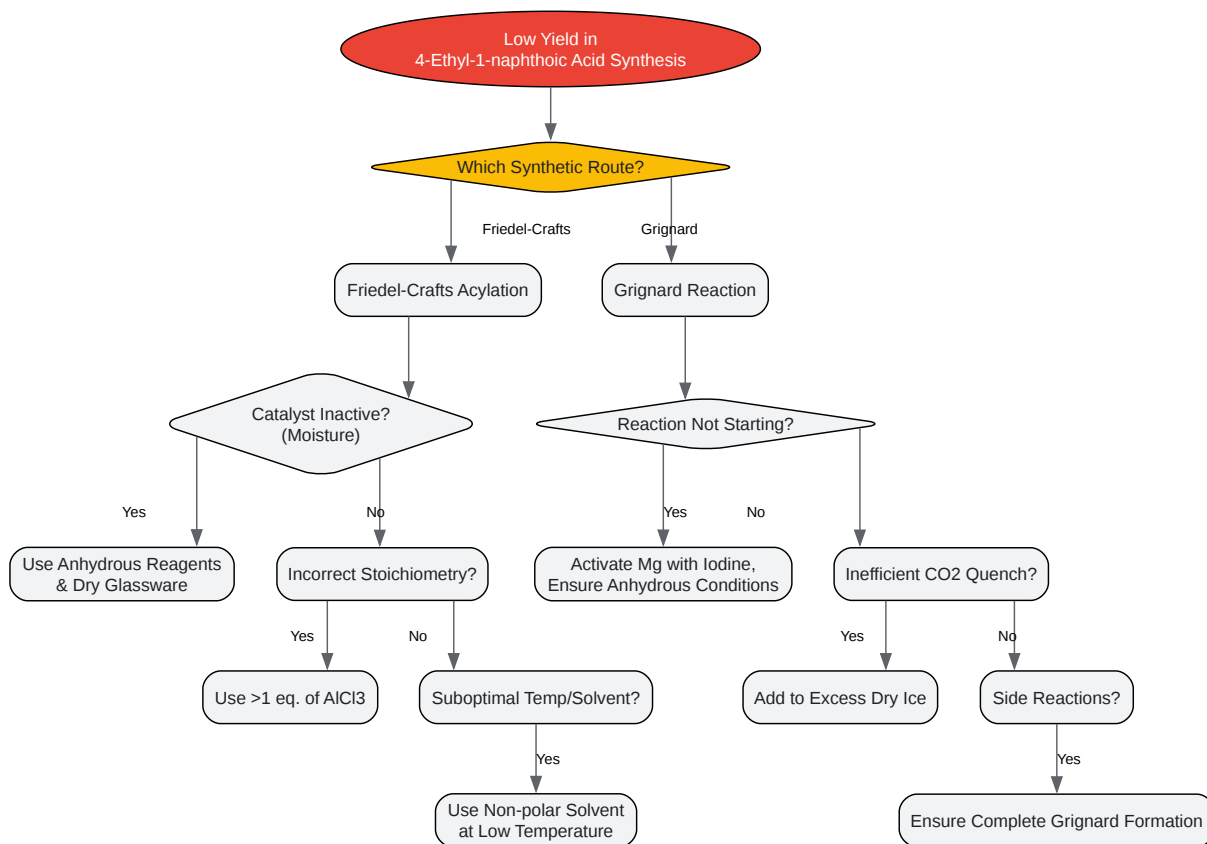 Low Yield in
4-Ethyl-1-naphthoic Acid Synthesis
Which Synthetic Route?
Friedel-Crafts
Grignard
Friedel-Crafts Acylation
Grignard Reaction
Catalyst Inactive?
(Moisture)
Reaction Not Starting?
Yes
No
Yes
No
Use Anhydrous Reagents
& Dry Glassware
Incorrect Stoichiometry?
Activate Mg with Iodine,
Ensure Anhydrous Conditions
Inefficient CO2 Quench?
Yes
No
Yes
No
Use >1 eq. of AlCl3
Suboptimal Temp/Solvent?
Add to Excess Dry Ice
Side Reactions?
Yes
Yes
Use Non-polar Solvent
at Low Temperature
Ensure Complete Grignard Formation